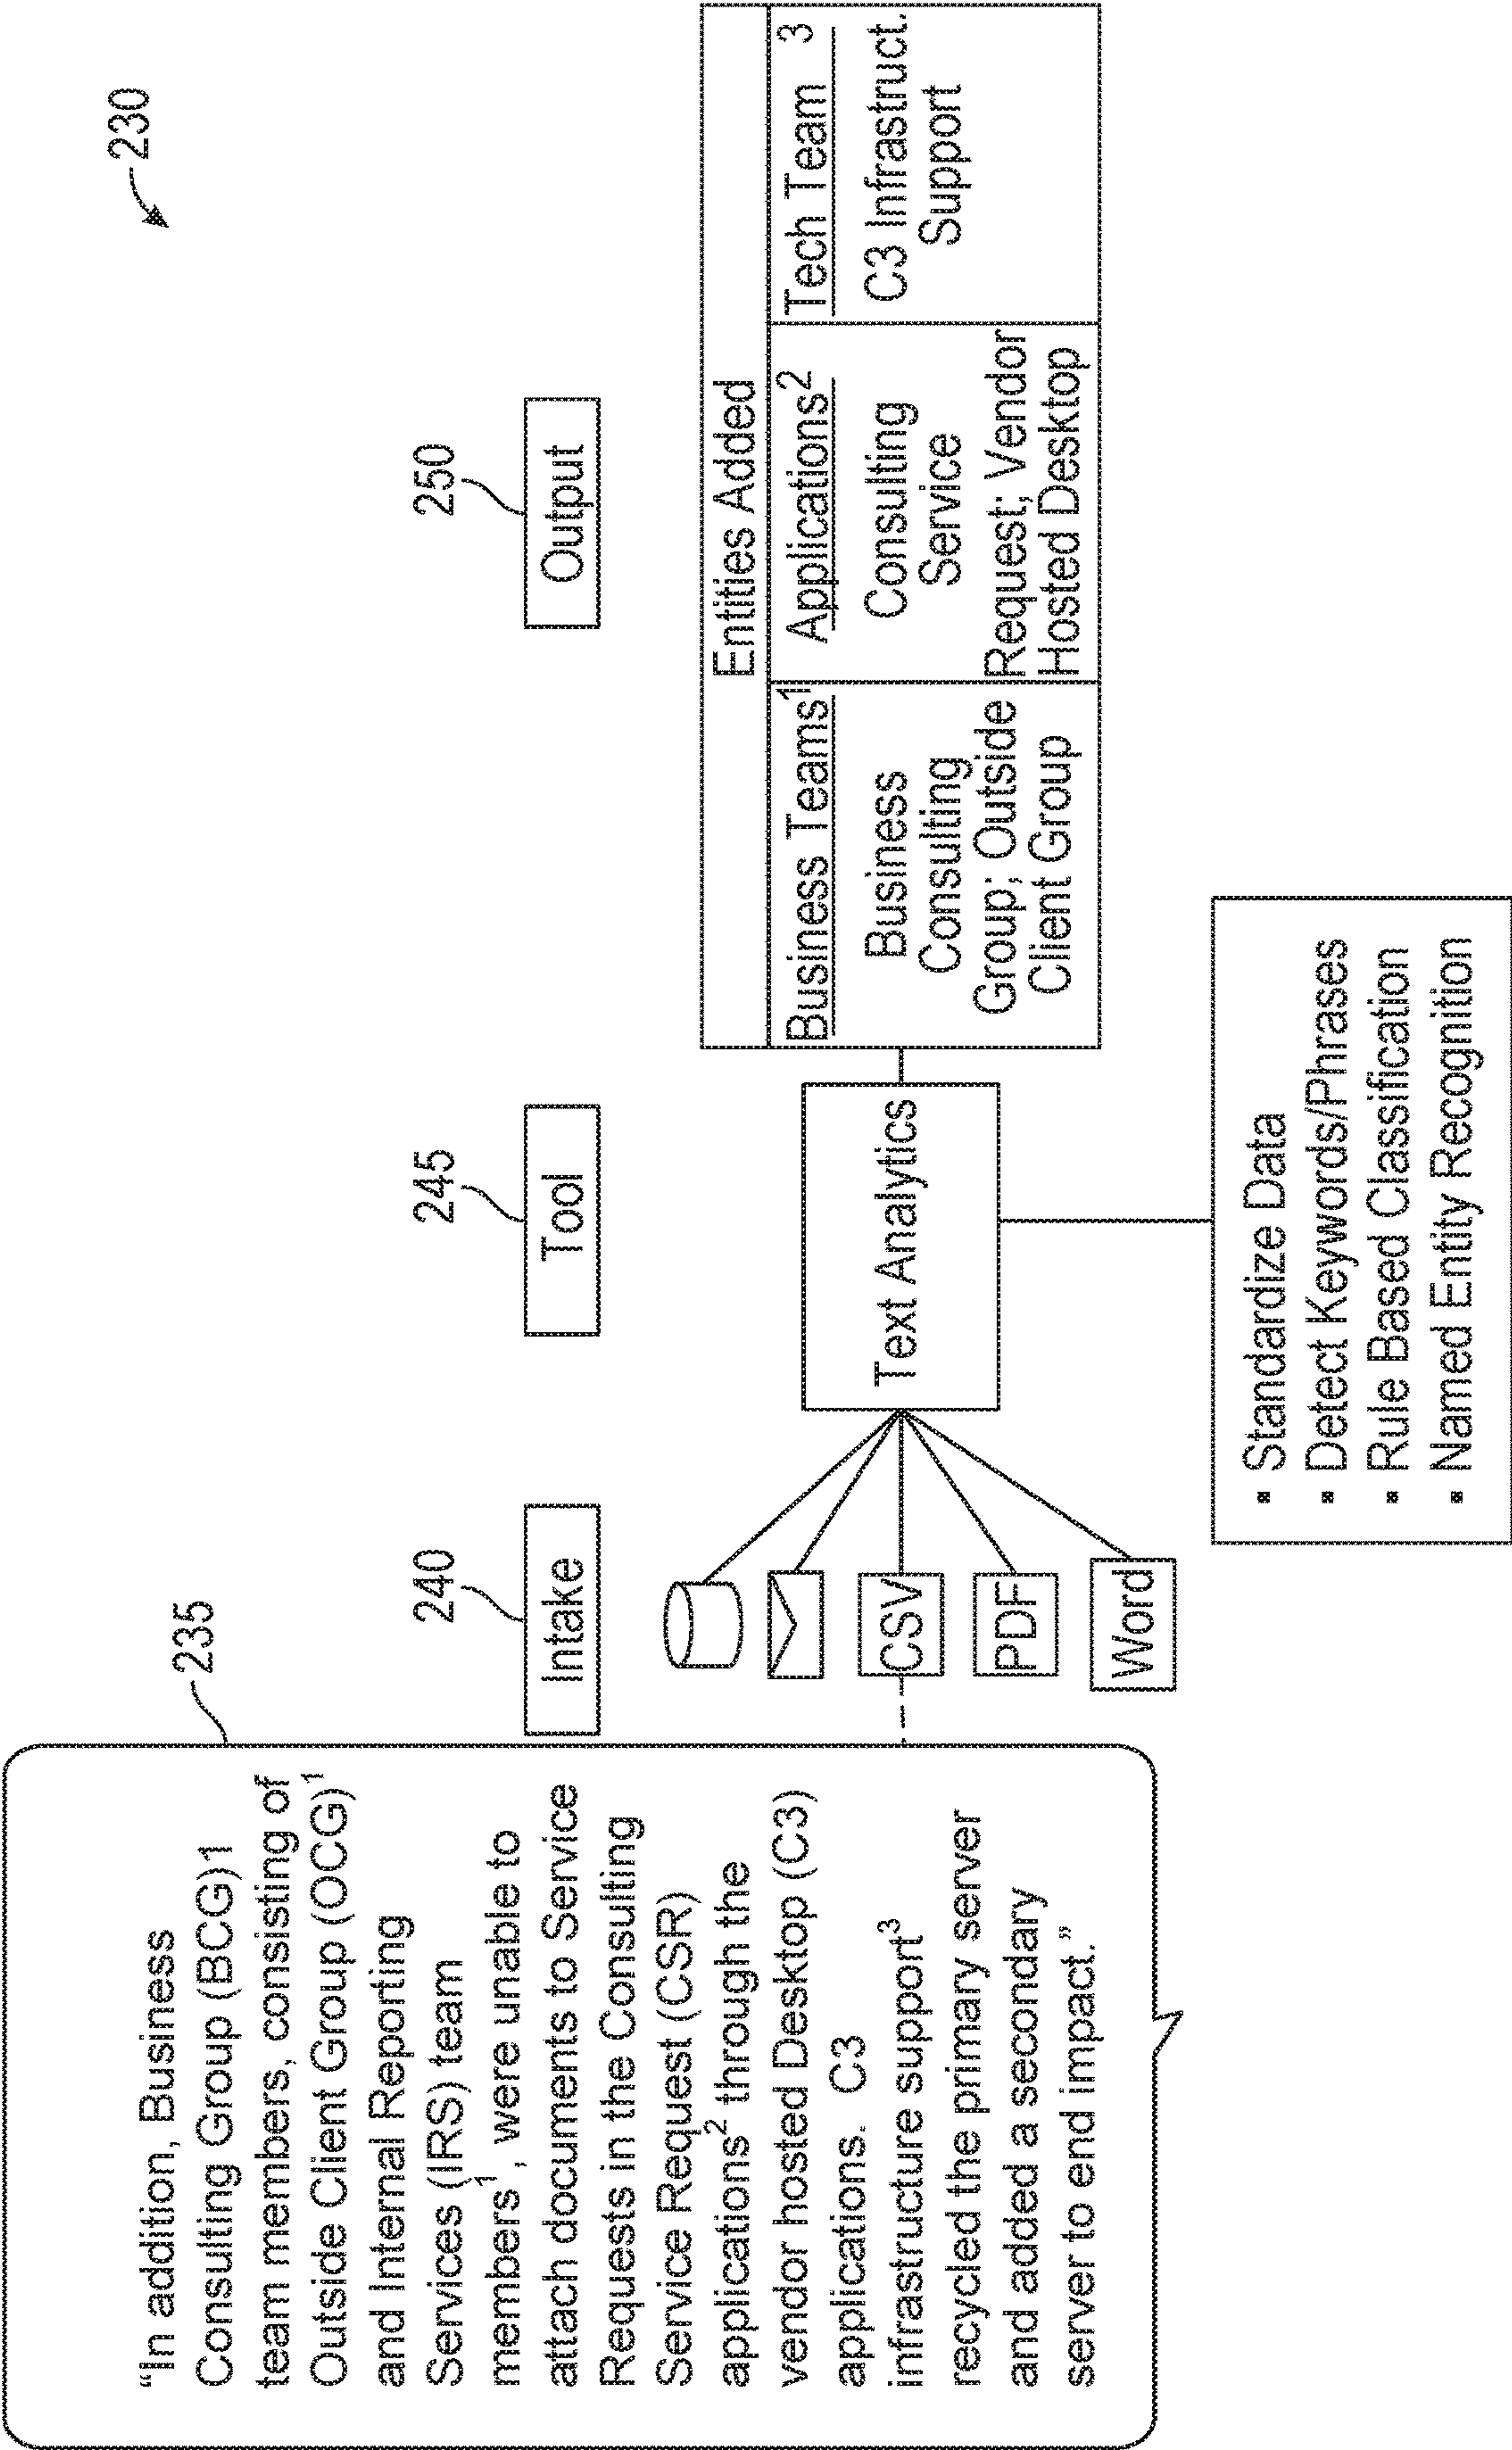 230
235
“In addition, Business
Consulting Group (BCG)1
team members, consisting of
Outside Client Group (OCG)¹
and Internal Reporting
Services (IRS) team
members¹, were unable to
attach documents to Service
Requests in the Consulting
Service Request (CSR)
applications² through the
vendor hosted Desktop (C3)
applications. C3
infrastructure support³
recycled the primary server
and added a secondary
server to end impact.”
240
Intake
CSV
PDF
Word
245
Tool
Text Analytics
▪ Standardize Data
▪ Detect Keywords/Phrases
▪ Rule Based Classification
▪ Named Entity Recognition
250
Output
Entities Added
Business Teams¹
Business
Consulting
Group; Outside
Client Group
Applications²
Consulting
Service
Request; Vendor
Hosted Desktop
Tech Team ³
C3 Infrastruct.
Support